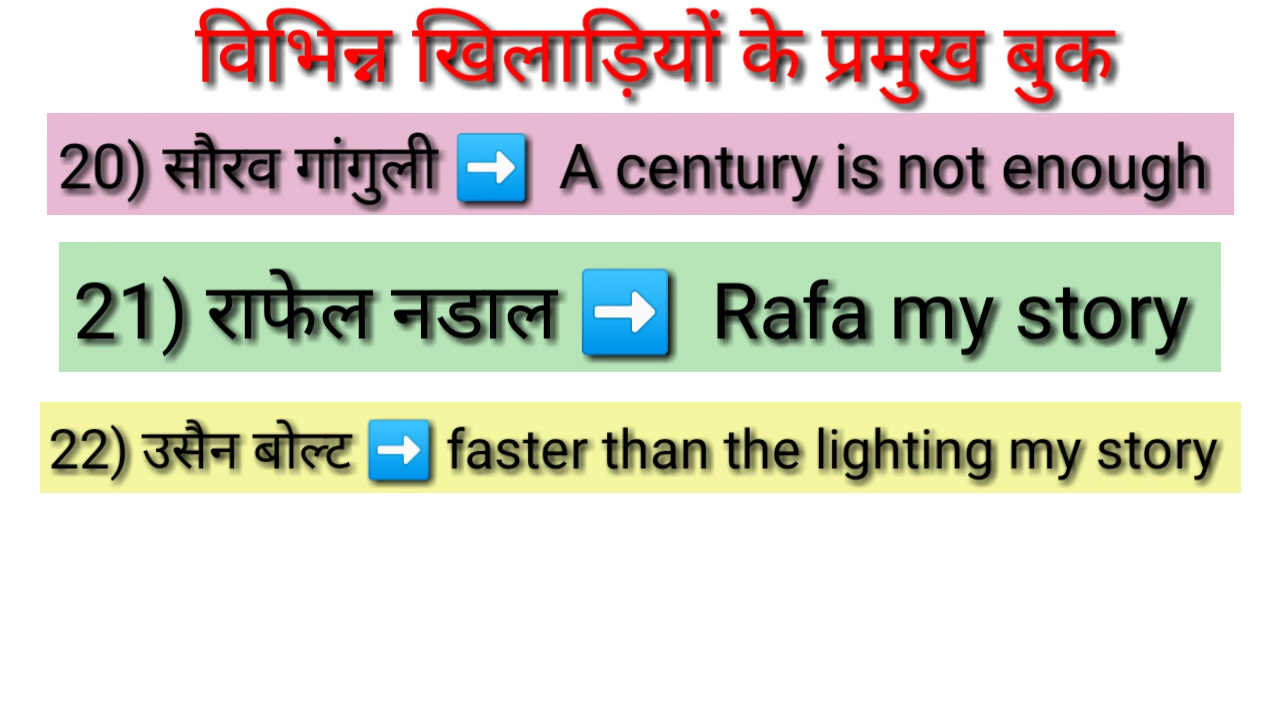 विभिन्न खिलाड़ियों के प्रमुख बुक
20) सौरव गांगुली ➡️ A century is not enough
21) राफेल नडाल ➡️ Rafa my story
22) उसैन बोल्ट ➡️ faster than the lighting my story